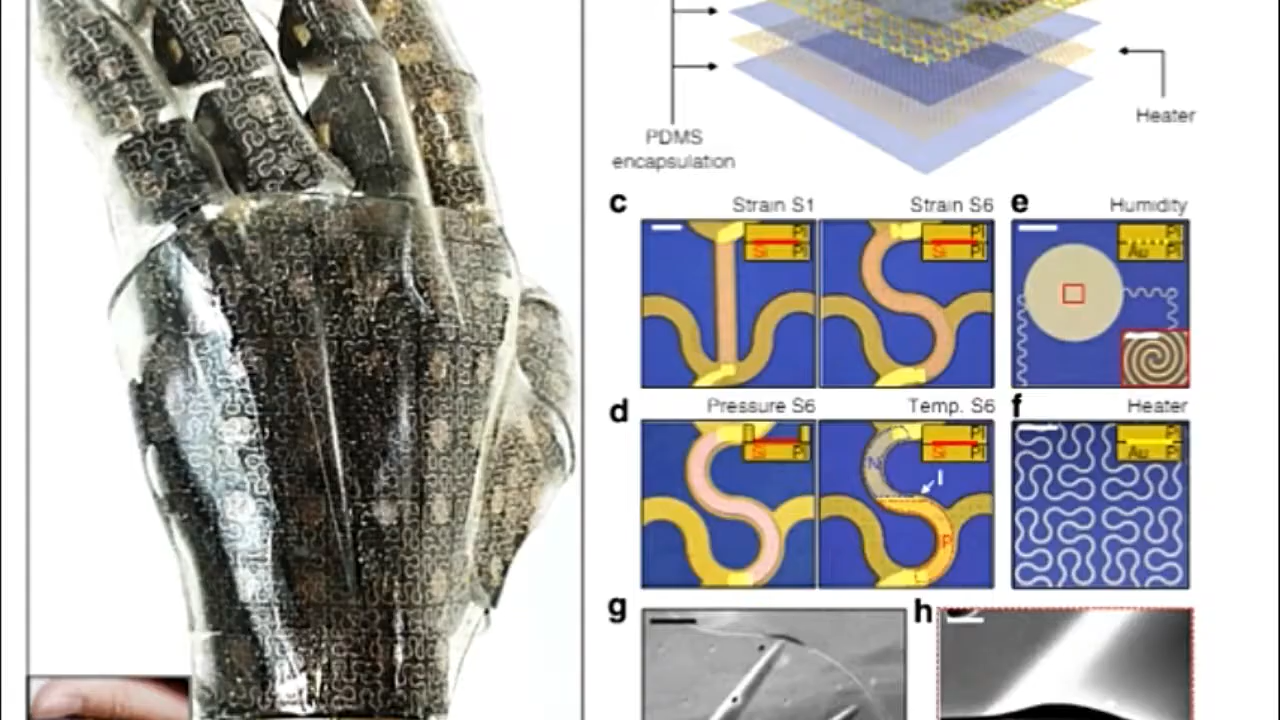 PDMS
encapsulation
Heater
c
Strain S1
Strain S6
e
Humidity
PI
Si PI
PI
Si PI
PI
Au PI
d
Pressure S6
Temp. S6
f
Heater
Si PI
PI
Si PI
PI
Au PI
N
I
P
g
h